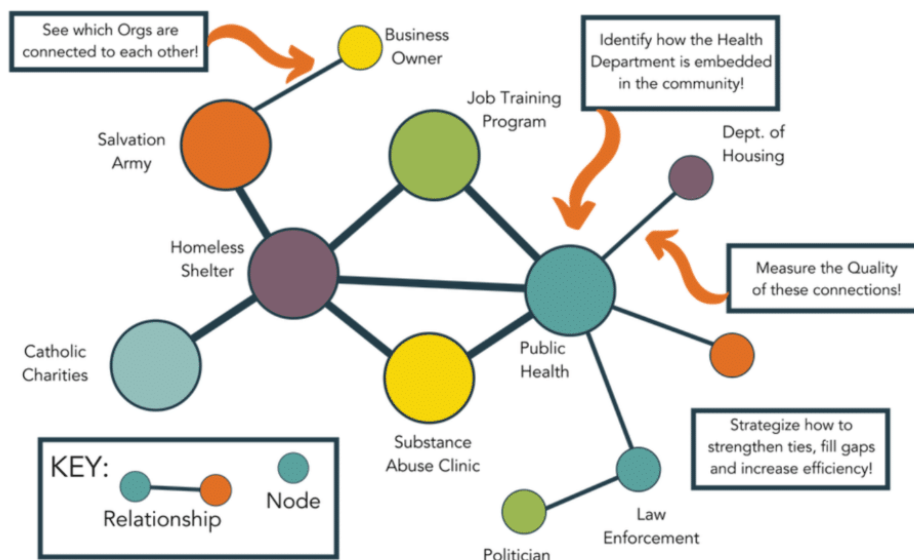 See which Orgs are
connected to each other!
Business
Owner
Identify how the Health
Department is embedded
in the community!
Job Training
Program
Salvation
Army
Dept. of
Housing
Homeless
Shelter
Measure the Quality
of these connections!
Catholic
Charities
Public
Health
Substance
Abuse Clinic
Strategize how to
strengthen ties, fill gaps
and increase efficiency!
KEY:
Relationship
Node
Law
Enforcement
Politician